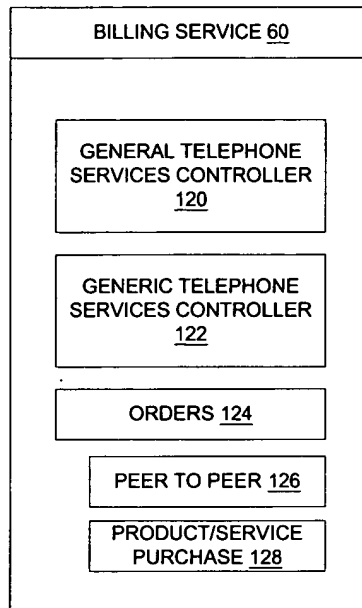 BILLING SERVICE 60
GENERAL TELEPHONE
SERVICES CONTROLLER
120
GENERIC TELEPHONE
SERVICES CONTROLLER
122
ORDERS 124
PEER TO PEER 126
PRODUCT/SERVICE
PURCHASE 128